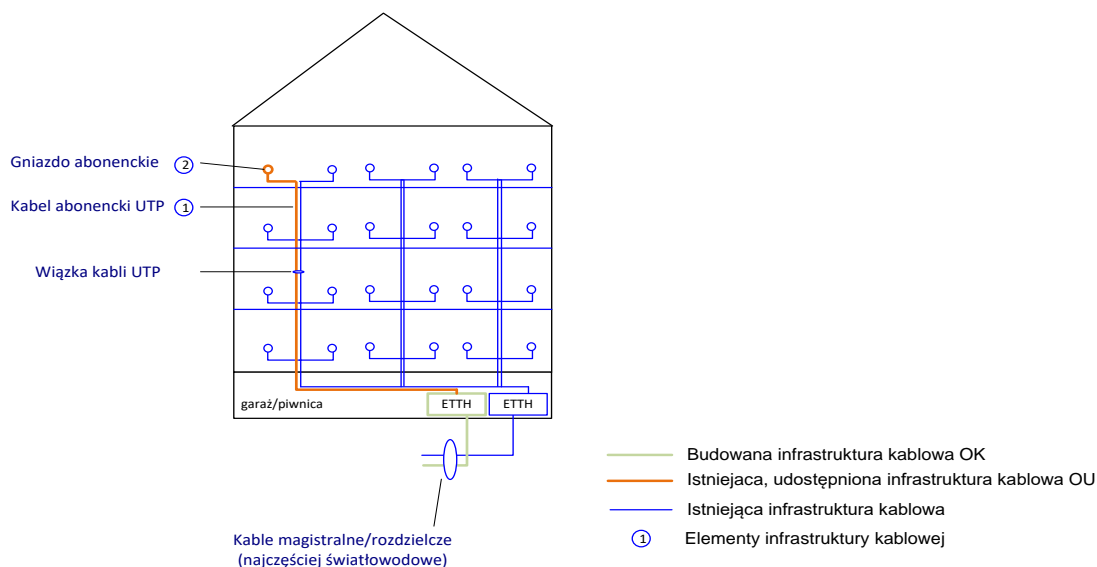 Gniazdo abonenckie 2
Kabel abonencki UTP 1
Wiązka kabli UTP
garaż/piwnica
ETTH ETTH
Kable magistralne/rozdzielcze
(najczęściej światłowodowe)
Budowana infrastruktura kablowa OK
Istniejaca, udostępniona infrastruktura kablowa OU
Istniejąca infrastruktura kablowa
1 Elementy infrastruktury kablowej